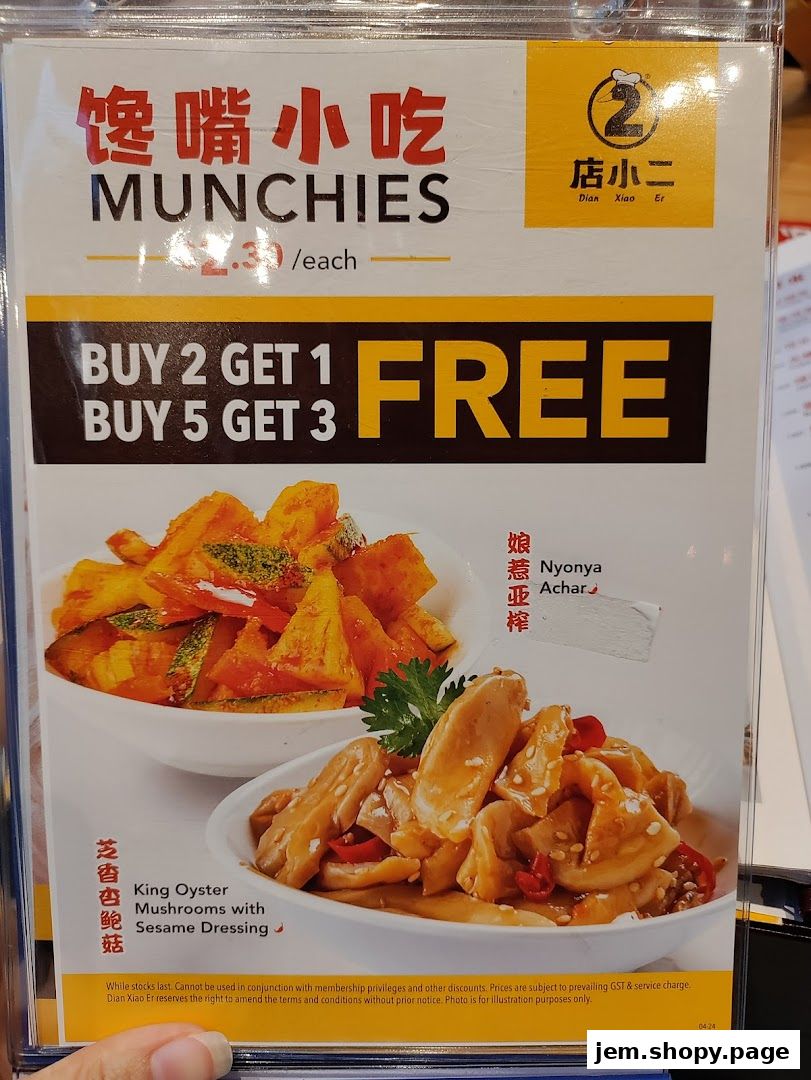 馋嘴小吃
MUNCHIES
/each
2
店小二
Dian Xiao Er
BUY 2 GET 1
BUY 5 GET 3
FREE
娘惹亚榨
Nyonya
Achar
芝香杏鲍菇
King Oyster
Mushrooms with
Sesame Dressing
While stocks last. Cannot be used in conjunction with membership privileges and other discounts. Prices are subject to prevailing GST & service charge.
Dian Xiao Er reserves the right to amend the terms and conditions without prior notice. Photo is for illustration purposes only.
04-24
jem.shopy.page